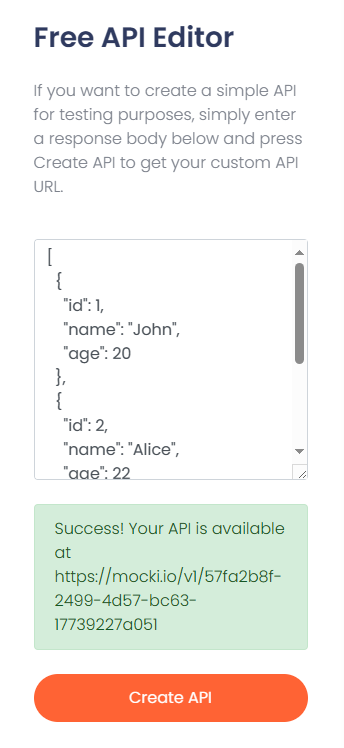 Free API Editor
If you want to create a simple API
for testing purposes, simply enter
a response body below and press
Create API to get your custom API
URL.
[
{
"id": 1,
"name": "John",
"age": 20
},
{
"id": 2,
"name": "Alice",
"age": 22
Success! Your API is available
at
https://mocki.io/v1/57fa2b8f-
2499-4d57-bc63-
17739227a051
Create API